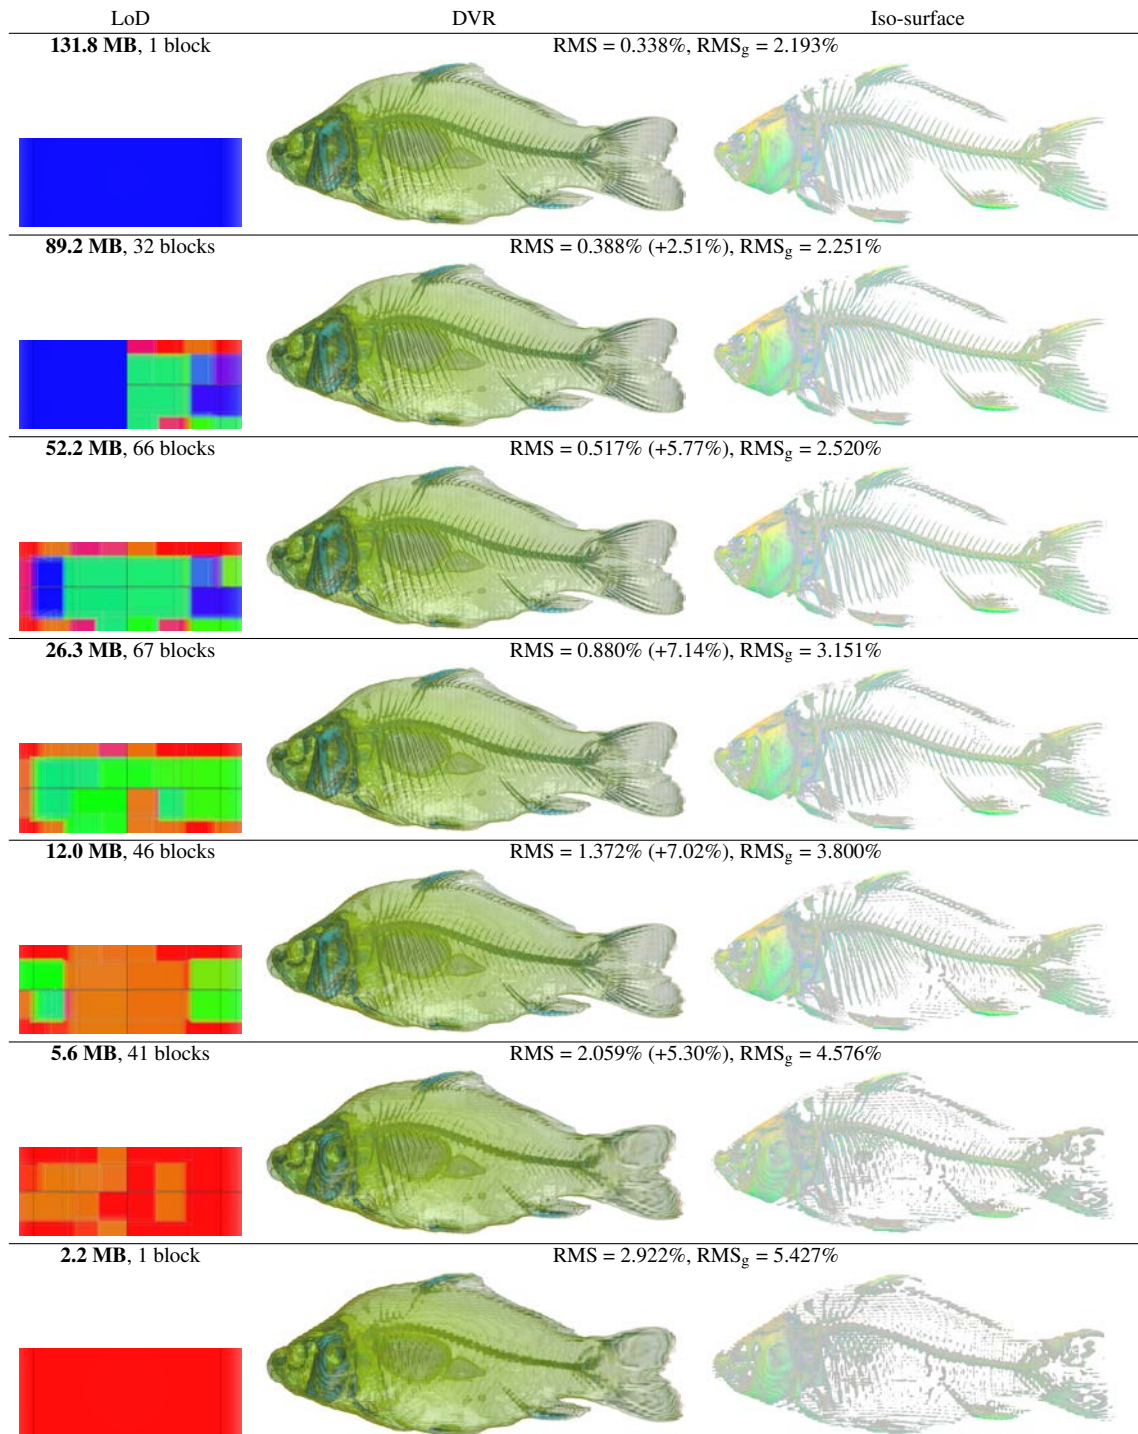 LoD DVR Iso-surface
131.8 MB, 1 block RMS = 0.338%, RMSg = 2.193%
89.2 MB, 32 blocks RMS = 0.388% (+2.51%), RMSg = 2.251%
52.2 MB, 66 blocks RMS = 0.517% (+5.77%), RMSg = 2.520%
26.3 MB, 67 blocks RMS = 0.880% (+7.14%), RMSg = 3.151%
12.0 MB, 46 blocks RMS = 1.372% (+7.02%), RMSg = 3.800%
5.6 MB, 41 blocks RMS = 2.059% (+5.30%), RMSg = 4.576%
2.2 MB, 1 block RMS = 2.922%, RMSg = 5.427%